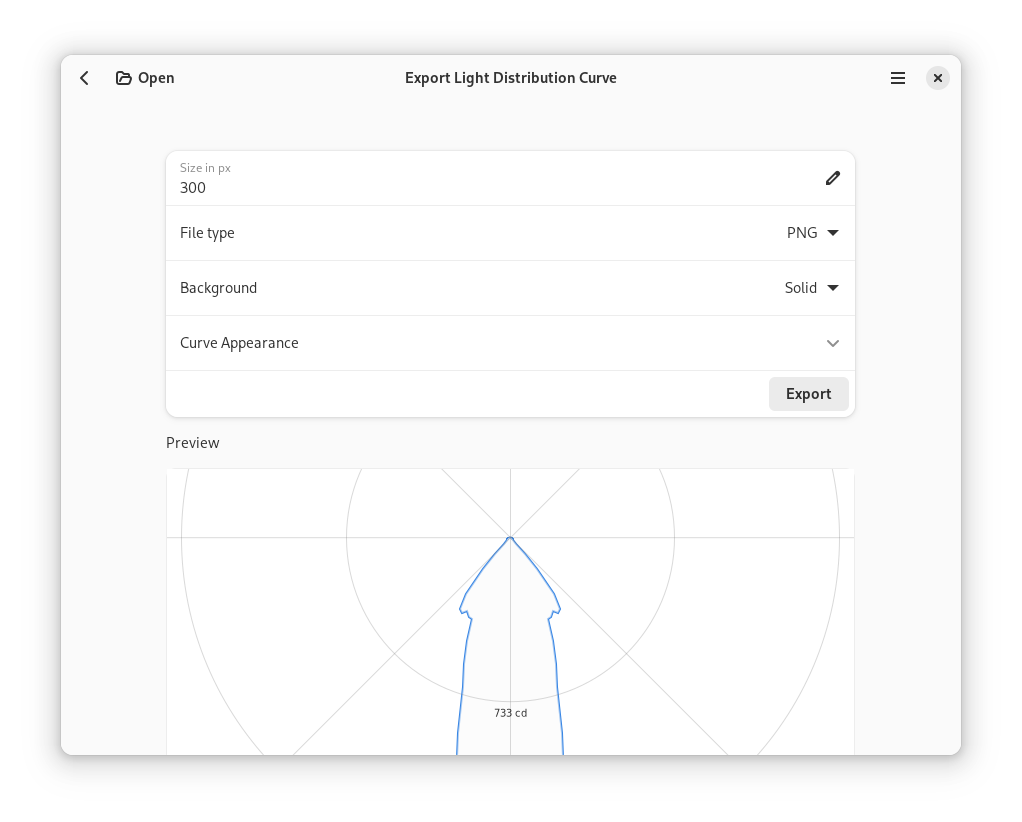 Open
Export Light Distribution Curve
Size in px
300
File type
PNG
Background
Solid
Curve Appearance
Export
Preview
733 cd